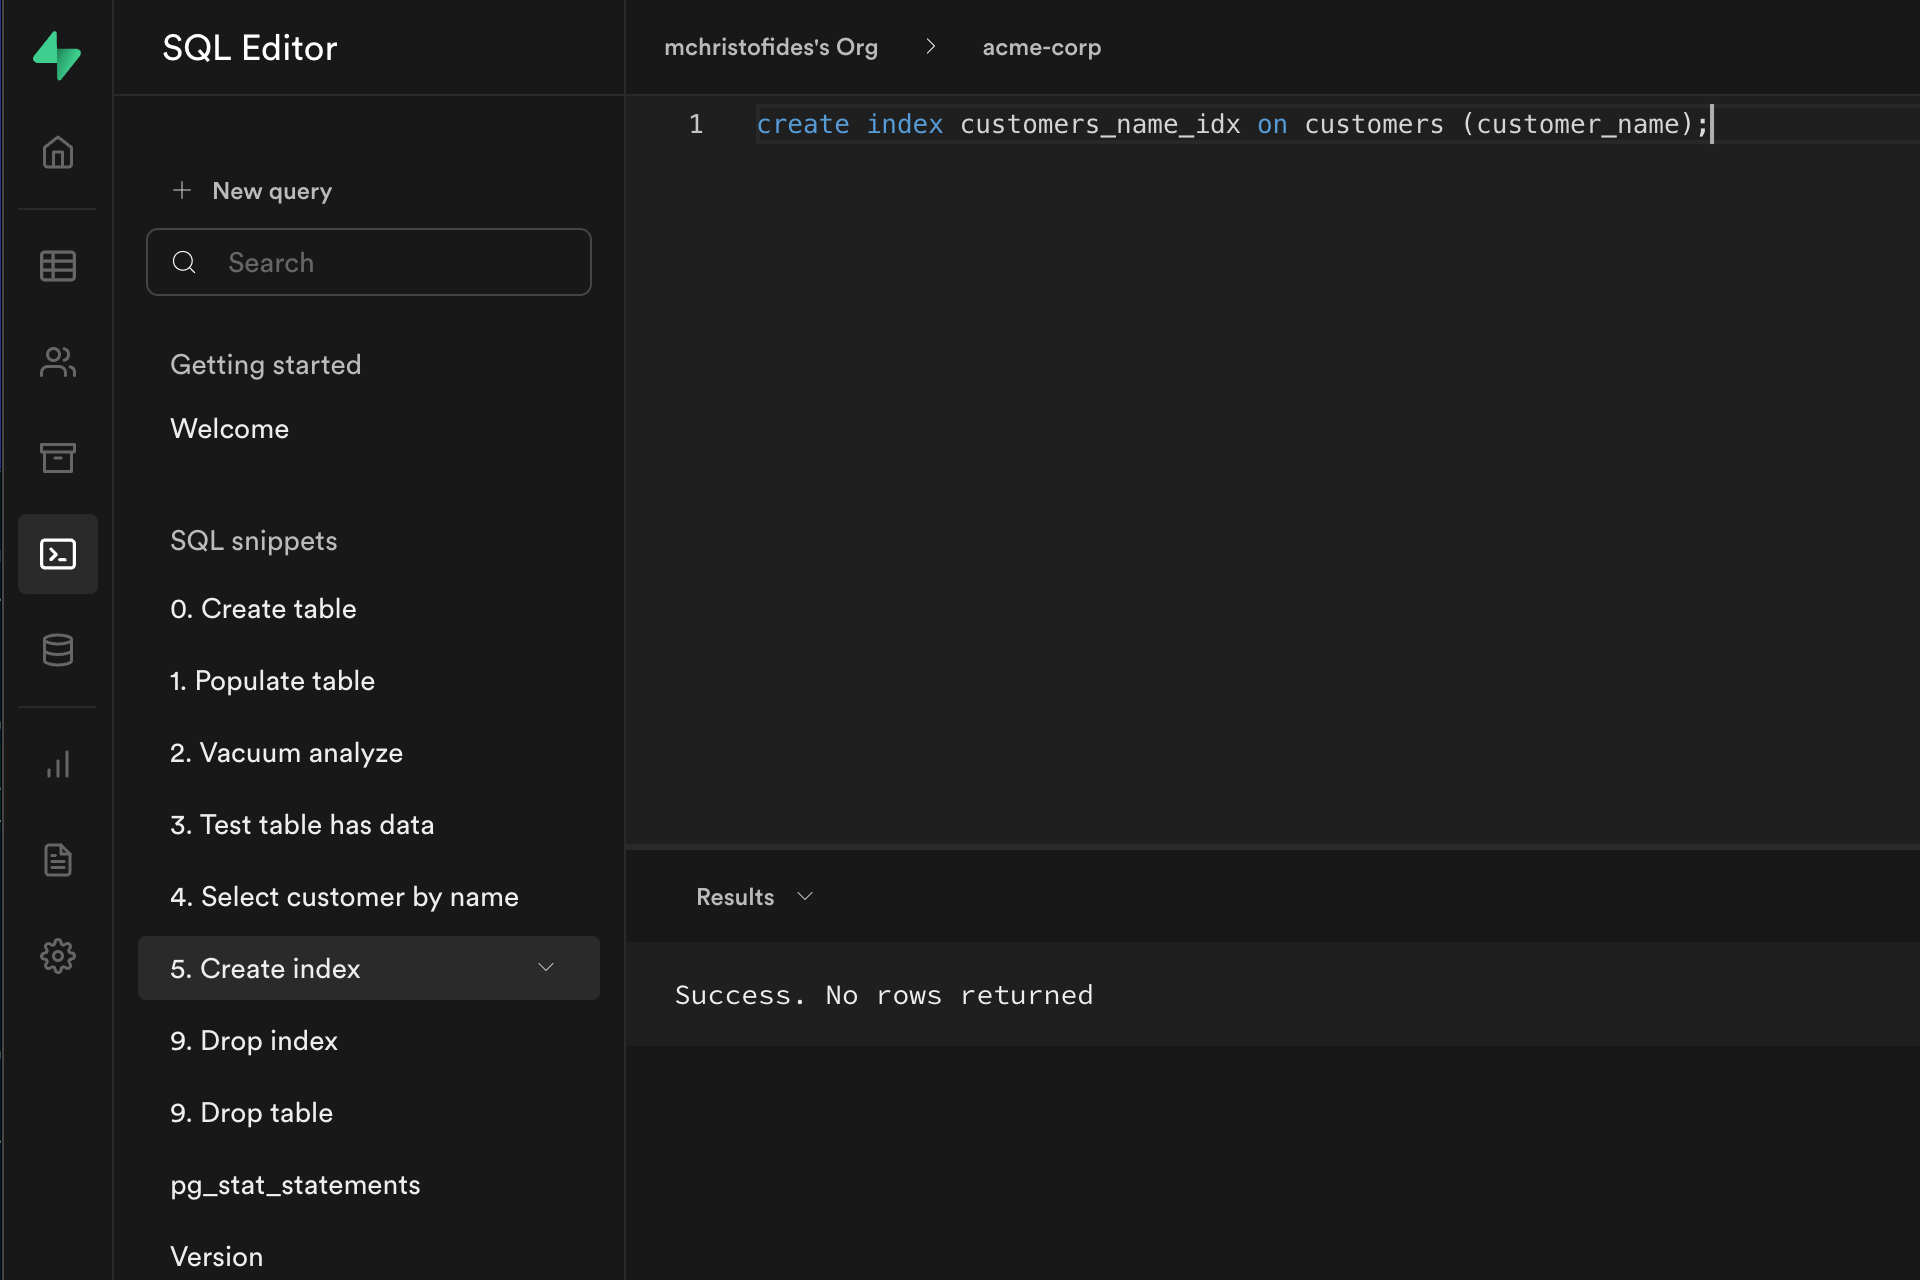 SQL Editor
mchristofides's Org > acme-corp
+ New query
Search
Getting started
Welcome
SQL snippets
0. Create table
1. Populate table
2. Vacuum analyze
3. Test table has data
4. Select customer by name
5. Create index
9. Drop index
9. Drop table
pg_stat_statements
Version
1 create index customers_name_idx on customers (customer_name);
Results
Success. No rows returned